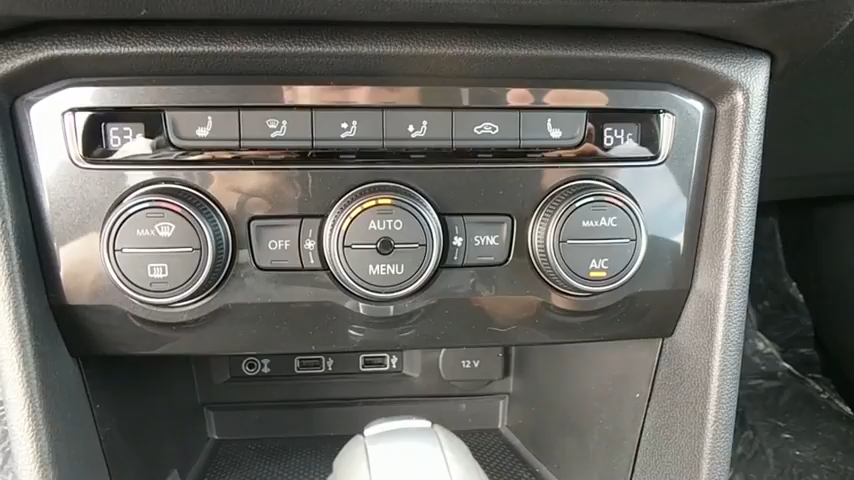 63°F
64°F
MAX
OFF
AUTO
MENU
SYNC
MAX A/C
A/C
12 V